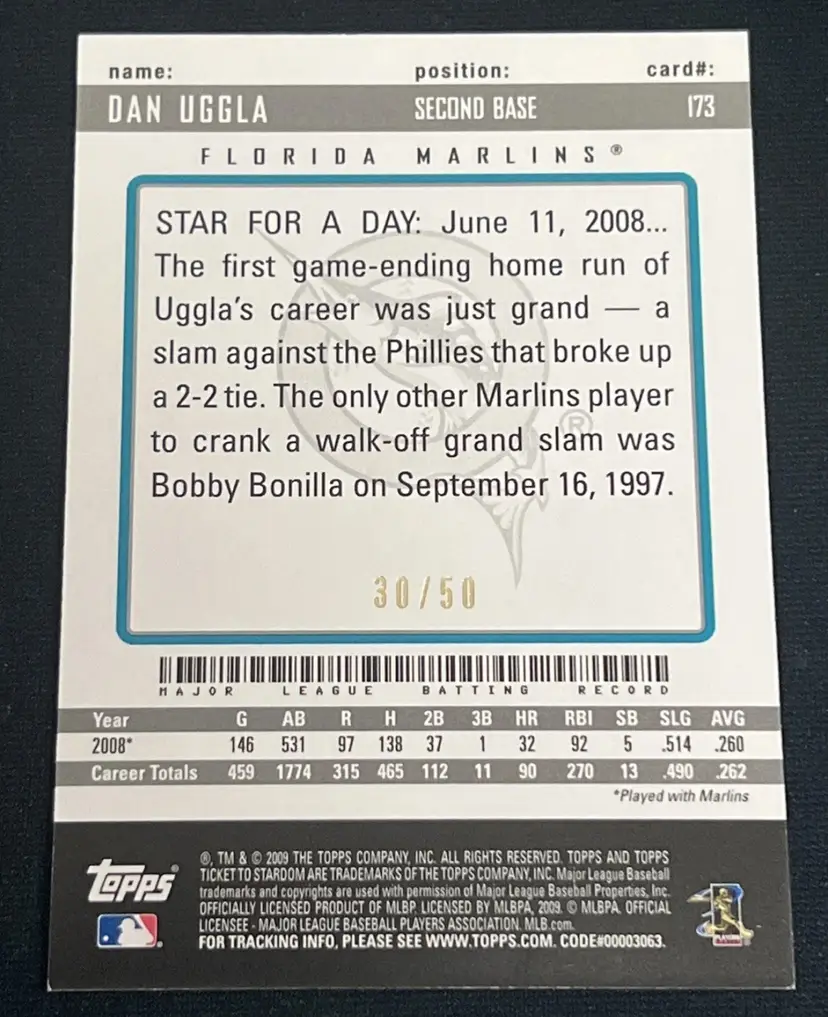 name: position: card#:
DAN UGGLA SECOND BASE 173
FLORIDA MARLINS®
STAR FOR A DAY: June 11, 2008...
The first game-ending home run of
Uggla's career was just grand — a
slam against the Phillies that broke up
a 2-2 tie. The only other Marlins player
to crank a walk-off grand slam was
Bobby Bonilla on September 16, 1997.
®
30/50
MAJOR LEAGUE BATTING RECORD
Year G AB R H 2B 3B HR RBI SB SLG AVG
2008* 146 531 97 138 37 1 32 92 5 .514 .260
Career Totals 459 1774 315 465 112 11 90 270 13 .490 .262
*Played with Marlins
®, TM & © 2009 THE TOPPS COMPANY, INC. ALL RIGHTS RESERVED. TOPPS AND TOPPS
TICKET TO STARDOM ARE TRADEMARKS OF THE TOPPS COMPANY, INC. Major League Baseball
trademarks and copyrights are used with permission of Major League Baseball Properties, Inc.
OFFICIALLY LICENSED PRODUCT OF MLBP. LICENSED BY MLBPA, 2009. © MLBPA. OFFICIAL
LICENSEE - MAJOR LEAGUE BASEBALL PLAYERS ASSOCIATION. MLB.com.
FOR TRACKING INFO, PLEASE SEE WWW.TOPPS.COM. CODE#00003063.
Topps®